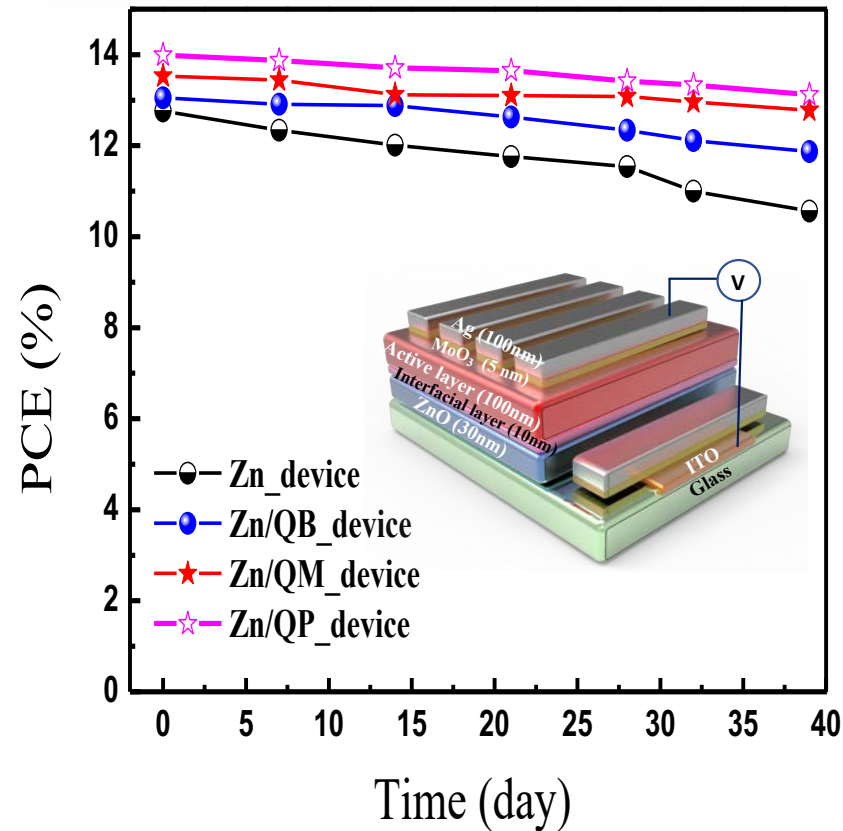 PCE (%)
14
12
10
8
6
4
2
0
V
Ag (100nm)
MoO₃ (5 nm)
Active layer (100nm)
Interfacial layer (10nm)
ZnO (30nm)
ITO
Glass
Zn_device
Zn/QB_device
Zn/QM_device
Zn/QP_device
0 5 10 15 20 25 30 35 40
Time (day)